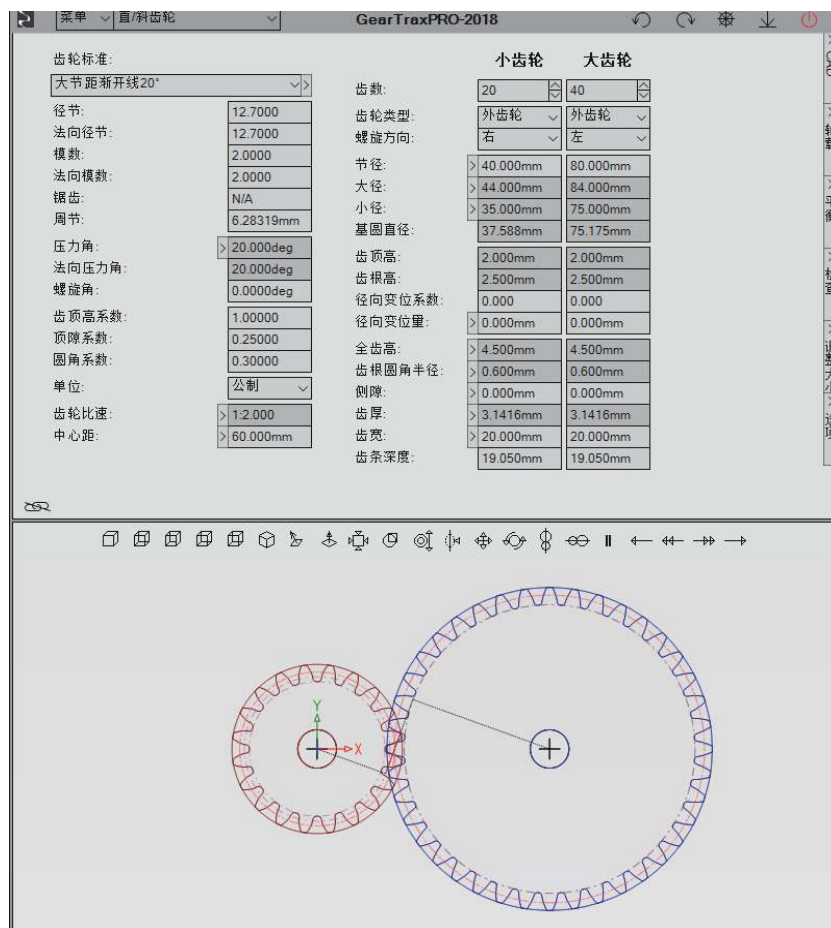 菜单 直/斜齿轮 GearTraxPRO-2018
齿轮标准:
大节距渐开线20°
径节: 12.7000
法向径节: 12.7000
模数: 2.0000
法向模数: 2.0000
锯齿: N/A
周节: 6.28319mm
压力角: 20.000deg
法向压力角: 20.000deg
螺旋角: 0.0000deg
齿顶高系数: 1.00000
顶隙系数: 0.25000
圆角系数: 0.30000
单位: 公制
齿轮比速: 1:2.000
中心距: 60.000mm
小齿轮 大齿轮
齿数: 20 40
齿轮类型: 外齿轮 外齿轮
螺旋方向: 右 左
节径: 40.000mm 80.000mm
大径: 44.000mm 84.000mm
小径: 35.000mm 75.000mm
基圆直径: 37.588mm 75.175mm
齿顶高: 2.000mm 2.000mm
齿根高: 2.500mm 2.500mm
径向变位系数: 0.000 0.000
径向变位量: 0.000mm 0.000mm
全齿高: 4.500mm 4.500mm
齿根圆角半径: 0.600mm 0.600mm
侧隙: 0.000mm 0.000mm
齿厚: 3.1416mm 3.1416mm
齿宽: 20.000mm 20.000mm
齿条深度: 19.050mm 19.050mm
Y
X